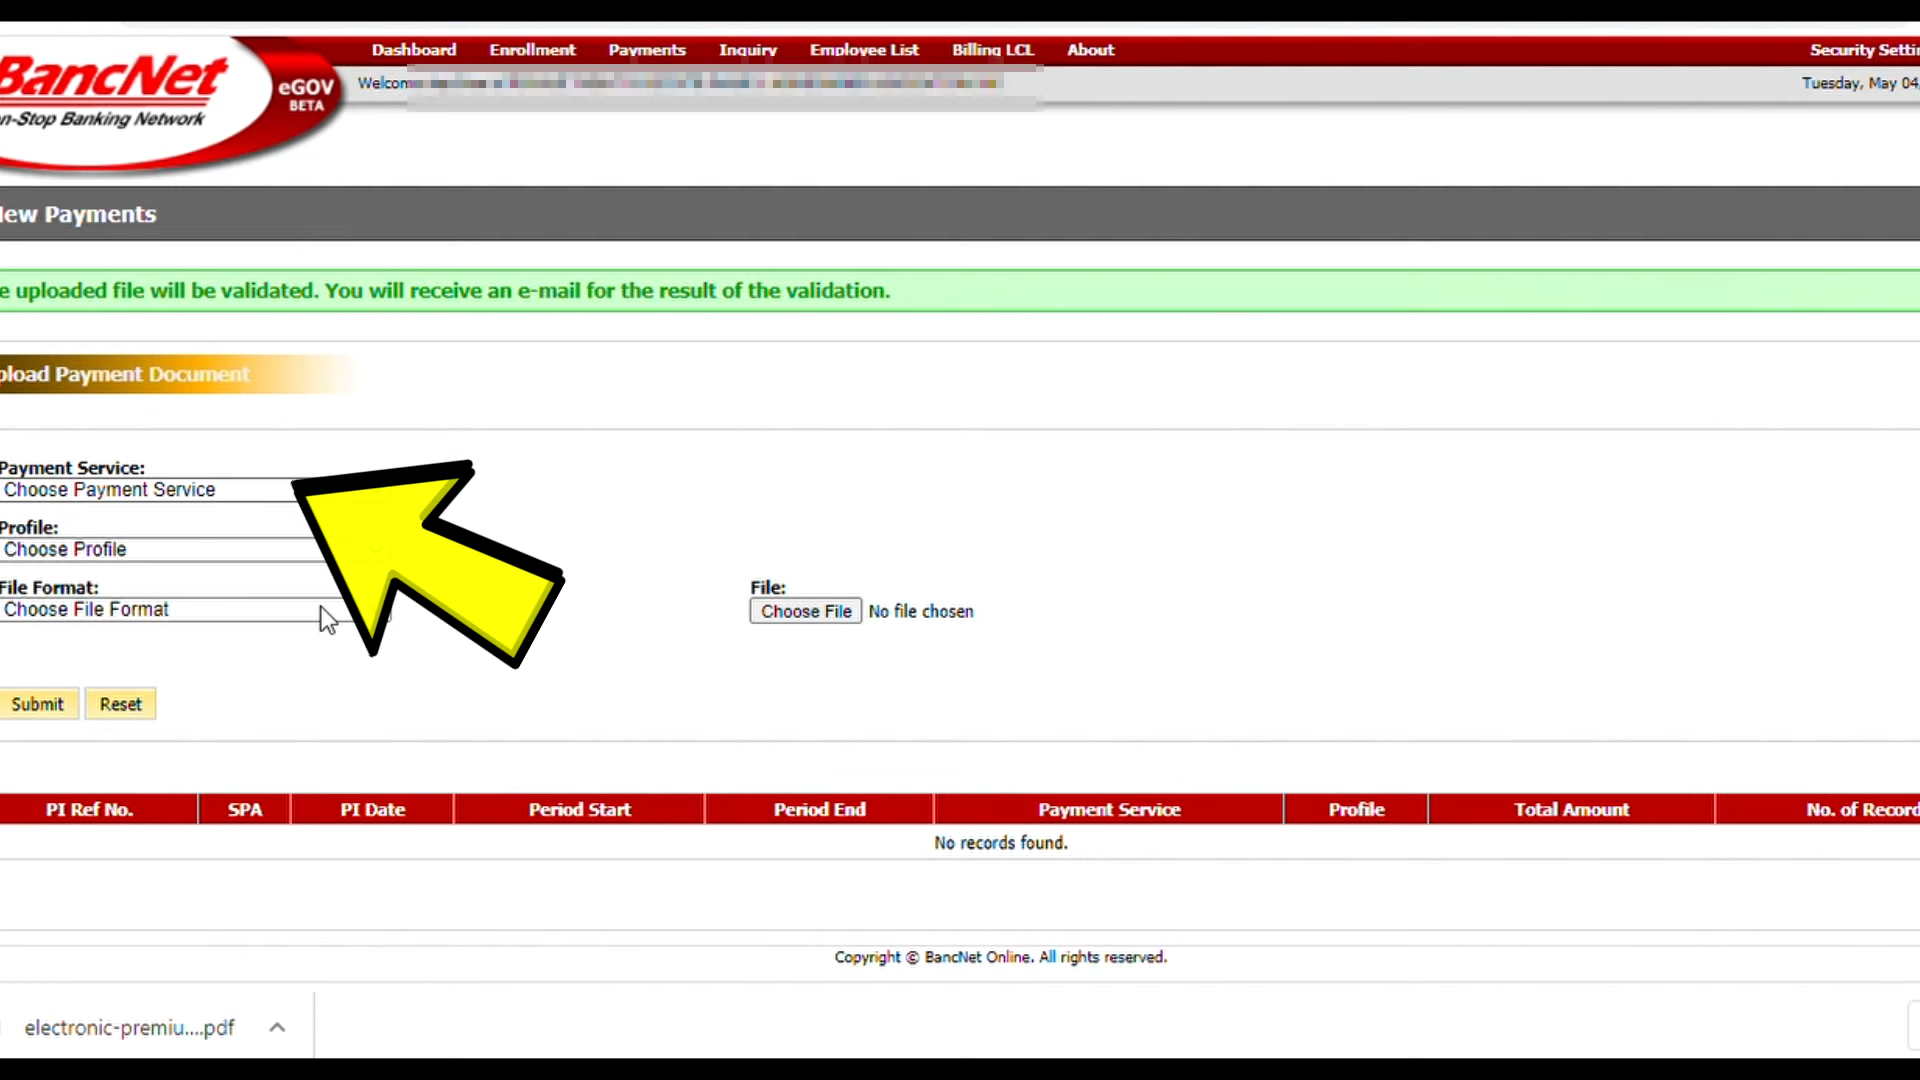 Dashboard Enrollment Payments Inquiry Employee List Billing LCL About Security Settin
BancNet
eGOV
BETA
n-Stop Banking Network
Welcom
Tuesday, May 04,
ew Payments
e uploaded file will be validated. You will receive an e-mail for the result of the validation.
pload Payment Document
Payment Service:
Choose Payment Service
Profile:
Choose Profile
File Format:
Choose File Format
File:
Choose File No file chosen
Submit Reset
PI Ref No. SPA PI Date Period Start Period End Payment Service Profile Total Amount No. of Record
No records found.
Copyright © BancNet Online. All rights reserved.
electronic-premiu....pdf